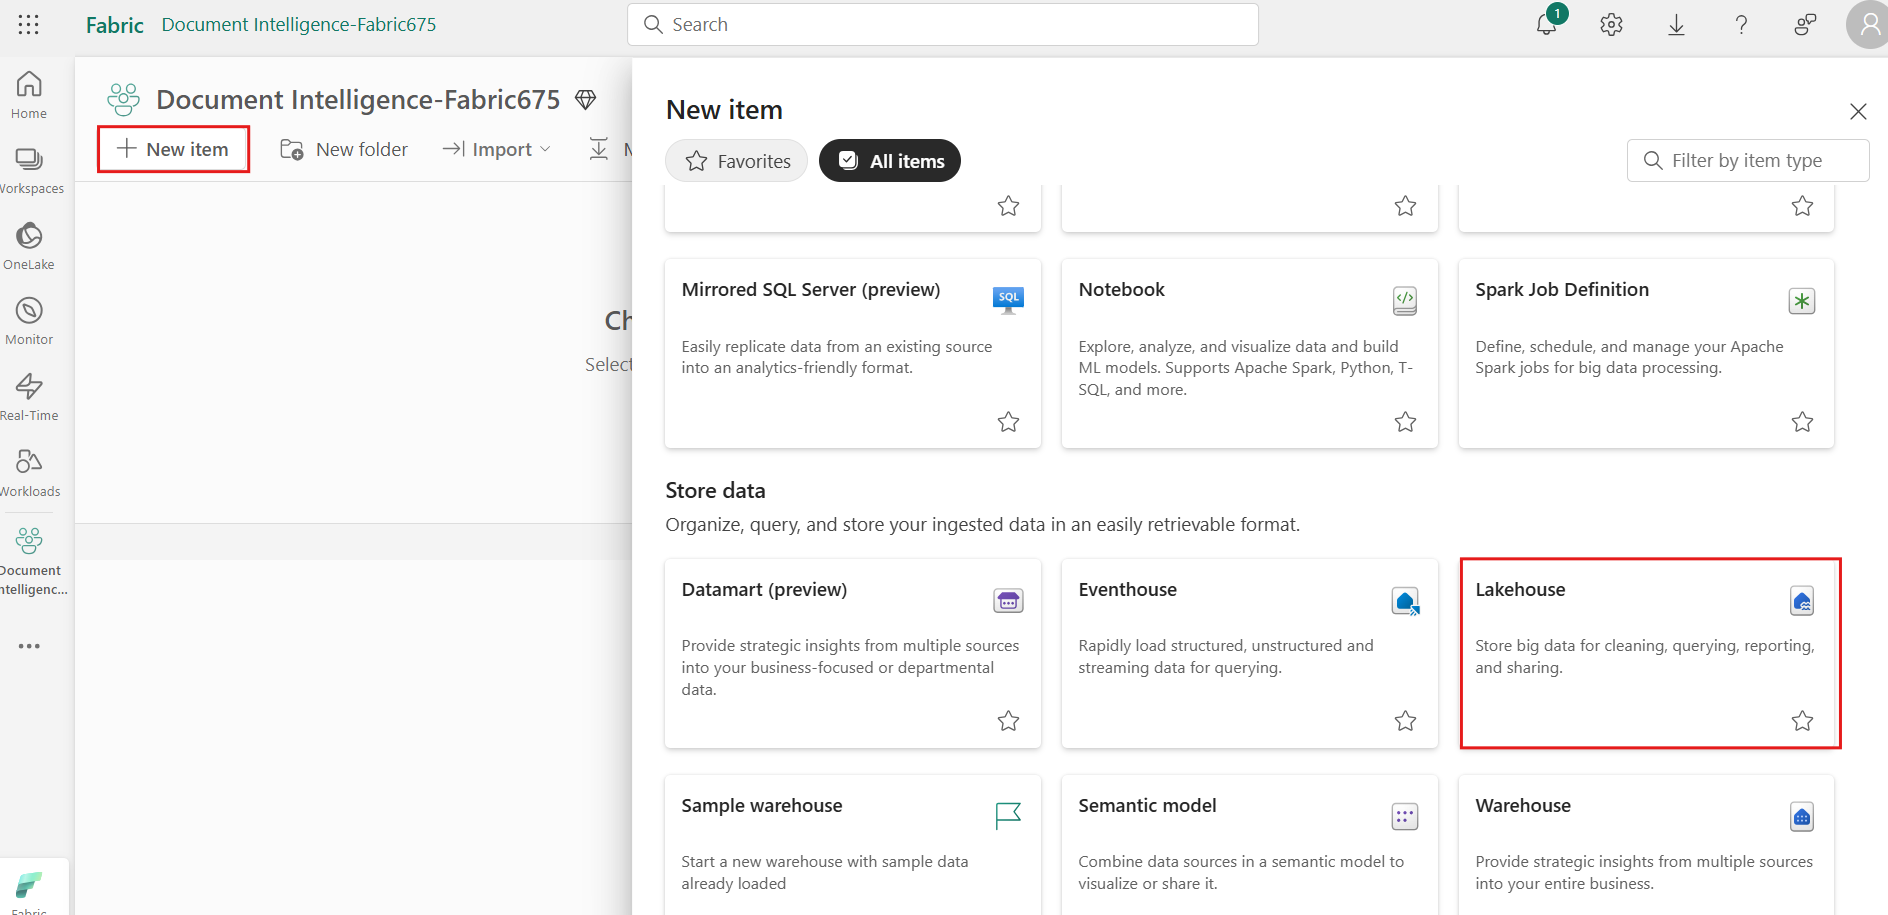 Fabric
Document Intelligence-Fabric675
Search
1
Home
Workspaces
OneLake
Monitor
Real-Time
Workloads
Document
ntelligenc...
Fabric
Document Intelligence-Fabric675
New item
New folder
Import
M
Ch
Select
New item
Favorites
All items
Filter by item type
Mirrored SQL Server (preview)
SQL
Easily replicate data from an existing source
into an analytics-friendly format.
Notebook
Explore, analyze, and visualize data and build
ML models. Supports Apache Spark, Python, T-
SQL, and more.
Spark Job Definition
Define, schedule, and manage your Apache
Spark jobs for big data processing.
Store data
Organize, query, and store your ingested data in an easily retrievable format.
Datamart (preview)
Provide strategic insights from multiple sources
into your business-focused or departmental
data.
Eventhouse
Rapidly load structured, unstructured and
streaming data for querying.
Lakehouse
Store big data for cleaning, querying, reporting,
and sharing.
Sample warehouse
Start a new warehouse with sample data
already loaded
Semantic model
Combine data sources in a semantic model to
visualize or share it.
Warehouse
Provide strategic insights from multiple sources
into your entire business.